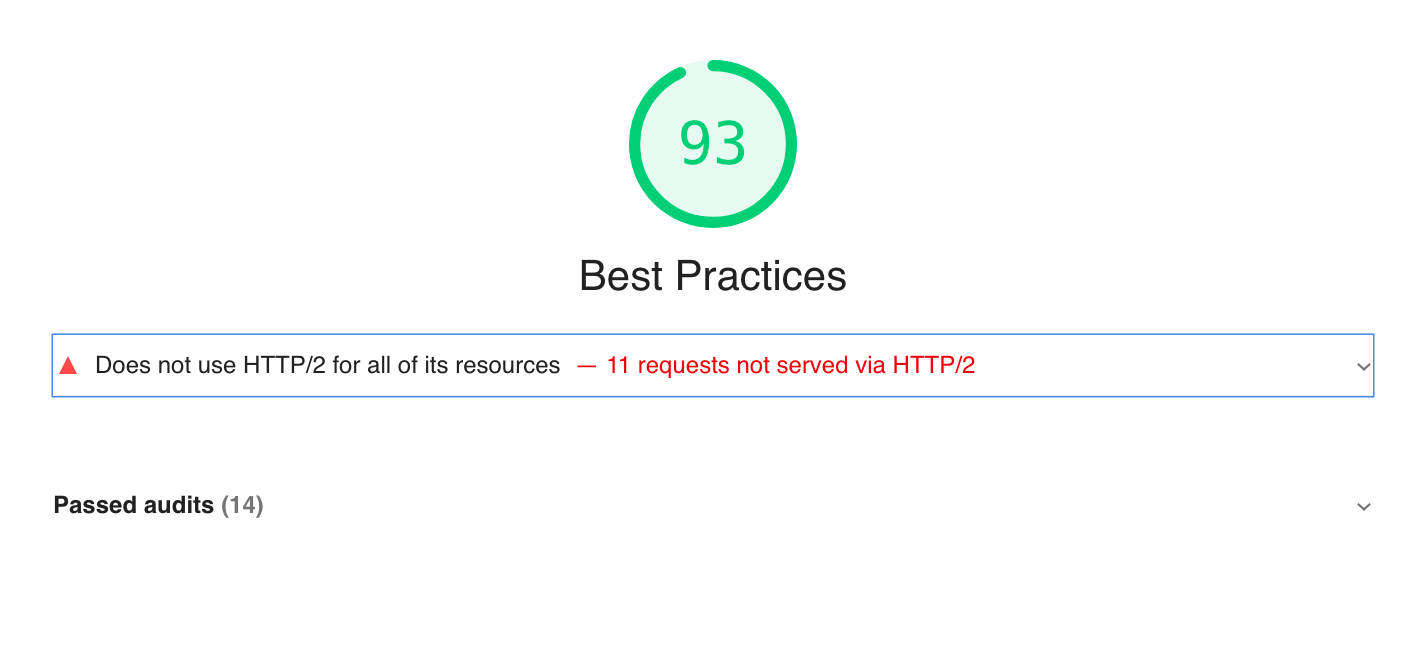 93
Best Practices
Does not use HTTP/2 for all of its resources — 11 requests not served via HTTP/2
Passed audits (14)